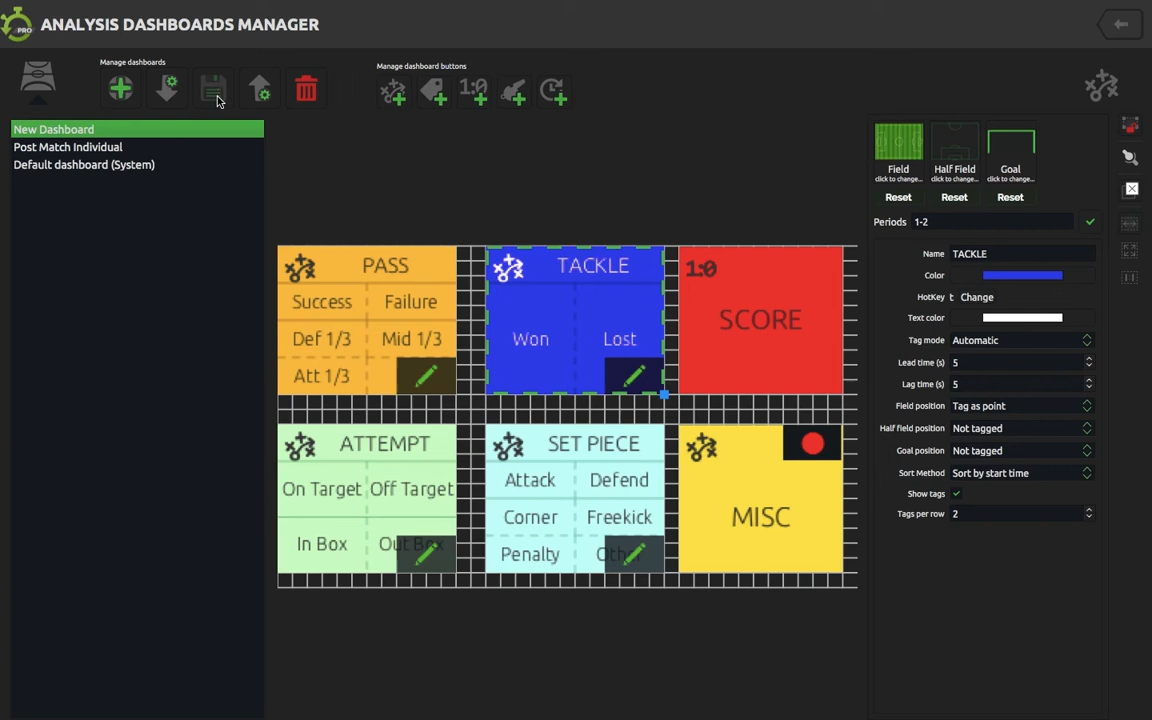 PRO
ANALYSIS DASHBOARDS MANAGER
Manage dashboards
Manage dashboard buttons
1:0
New Dashboard
Post Match Individual
Default dashboard (System)
PASS
Success Failure
Def 1/3 Mid 1/3
Att 1/3
TACKLE
Won Lost
1:0
SCORE
ATTEMPT
On Target Off Target
In Box Out Box
SET PIECE
Attack Defend
Corner Freekick
Penalty Other
MISC
Field Half Field Goal
click to change... click to change... click to change...
Reset Reset Reset
Periods 1-2
Name TACKLE
Color
HotKey t Change
Text color
Tag mode Automatic
Lead time (s) 5
Lag time (s) 5
Field position Tag as point
Half field position Not tagged
Goal position Not tagged
Sort Method Sort by start time
Show tags
Tags per row 2